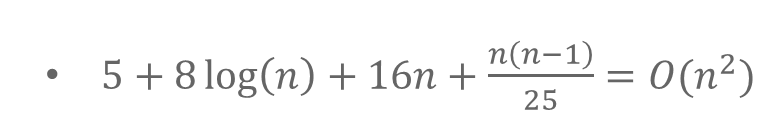 • 5 + 8 log(n) + 16n + n(n−1)/25 = O(n²)